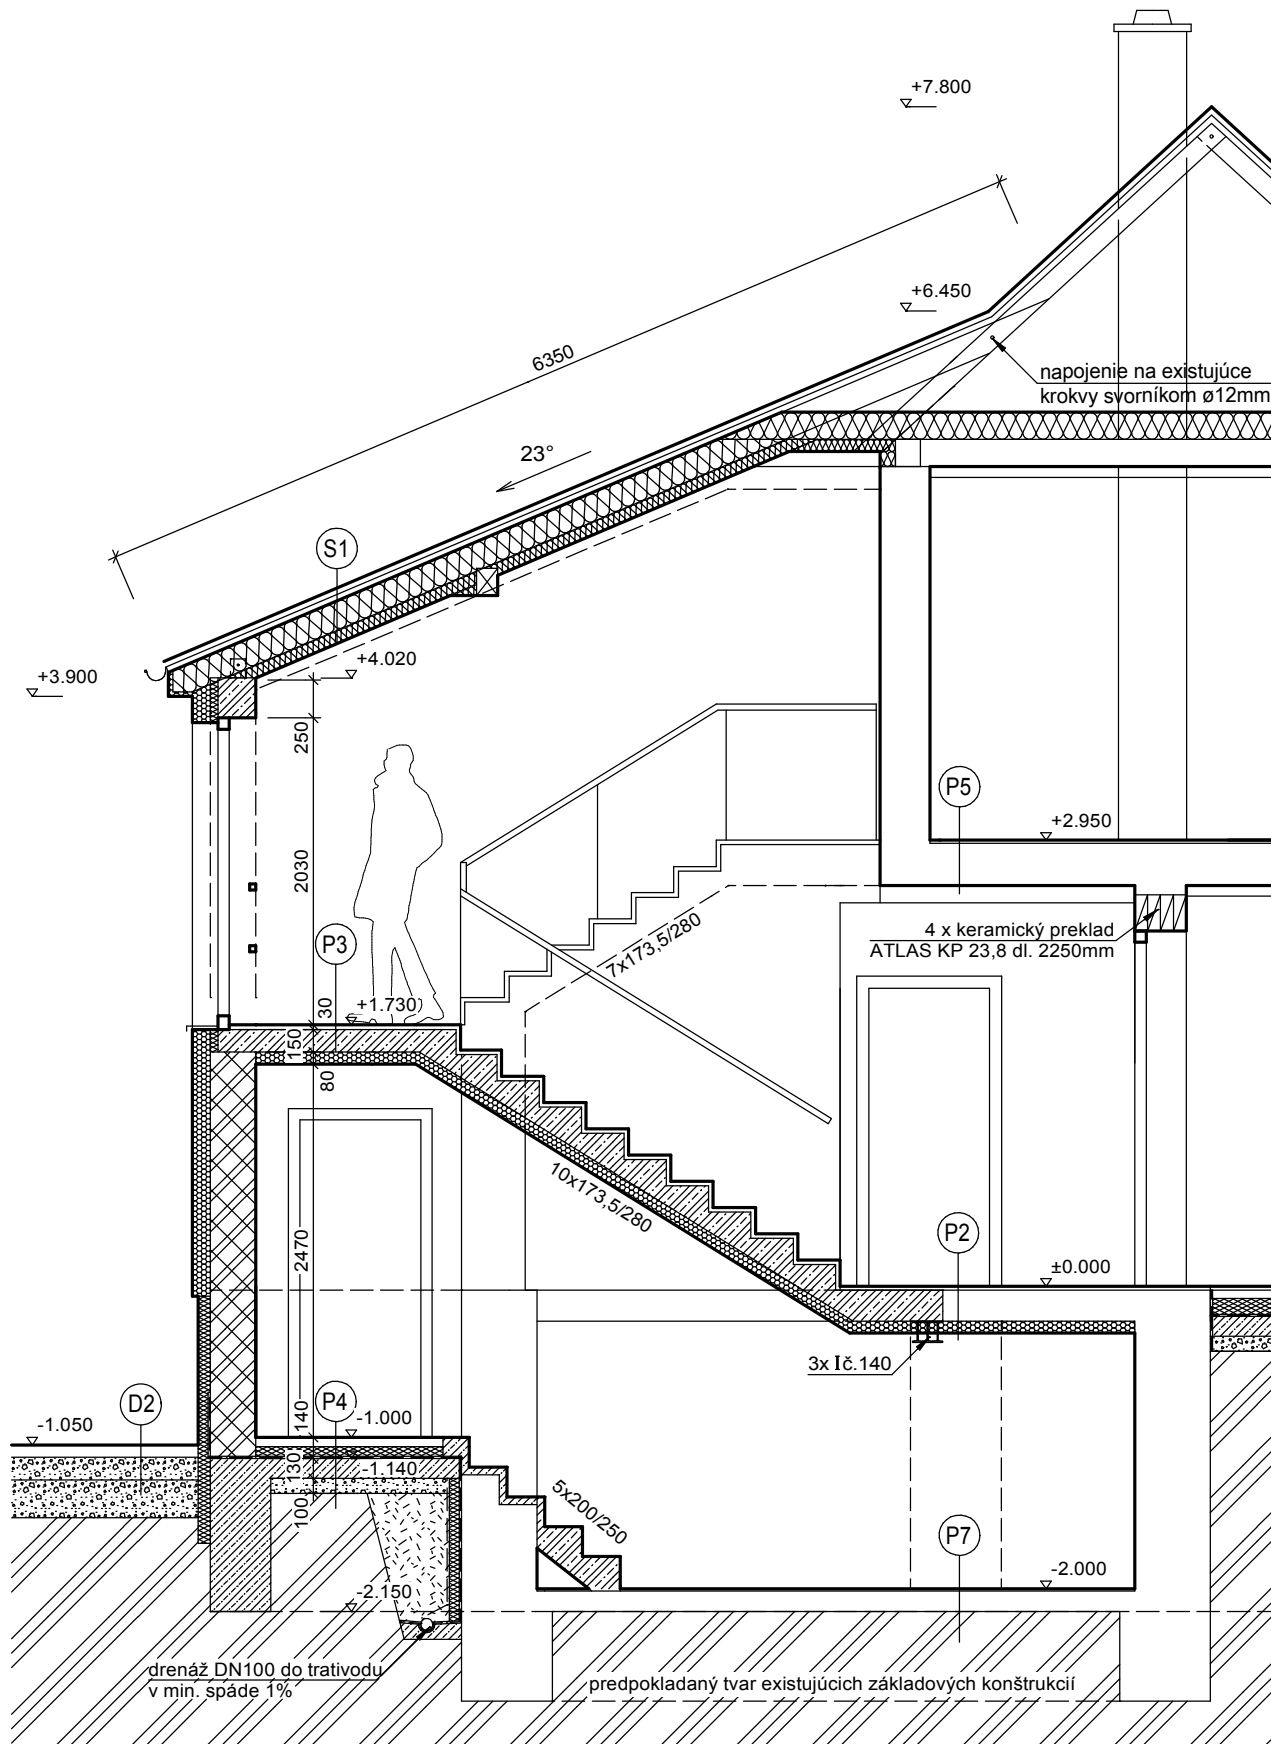 +7.800
+6.450
6350
napojenie na existujúce
krokvy svorníkom ø12mm
23°
S1
+4.020
+3.900
250
P5
+2.950
2030
P3
7x173,5/280
4 x keramický preklad
ATLAS KP 23,8 dl. 2250mm
30
+1.730
150
80
10x173,5/280
2470
P2
±0.000
3x Ič.140
D2
P4
-1.050
140
-1.000
130
-1.140
100
5x200/250
P7
-2.150
-2.000
drenáž DN100 do trativodu
v min. spáde 1%
predpokladaný tvar existujúcich základových konštrukcií